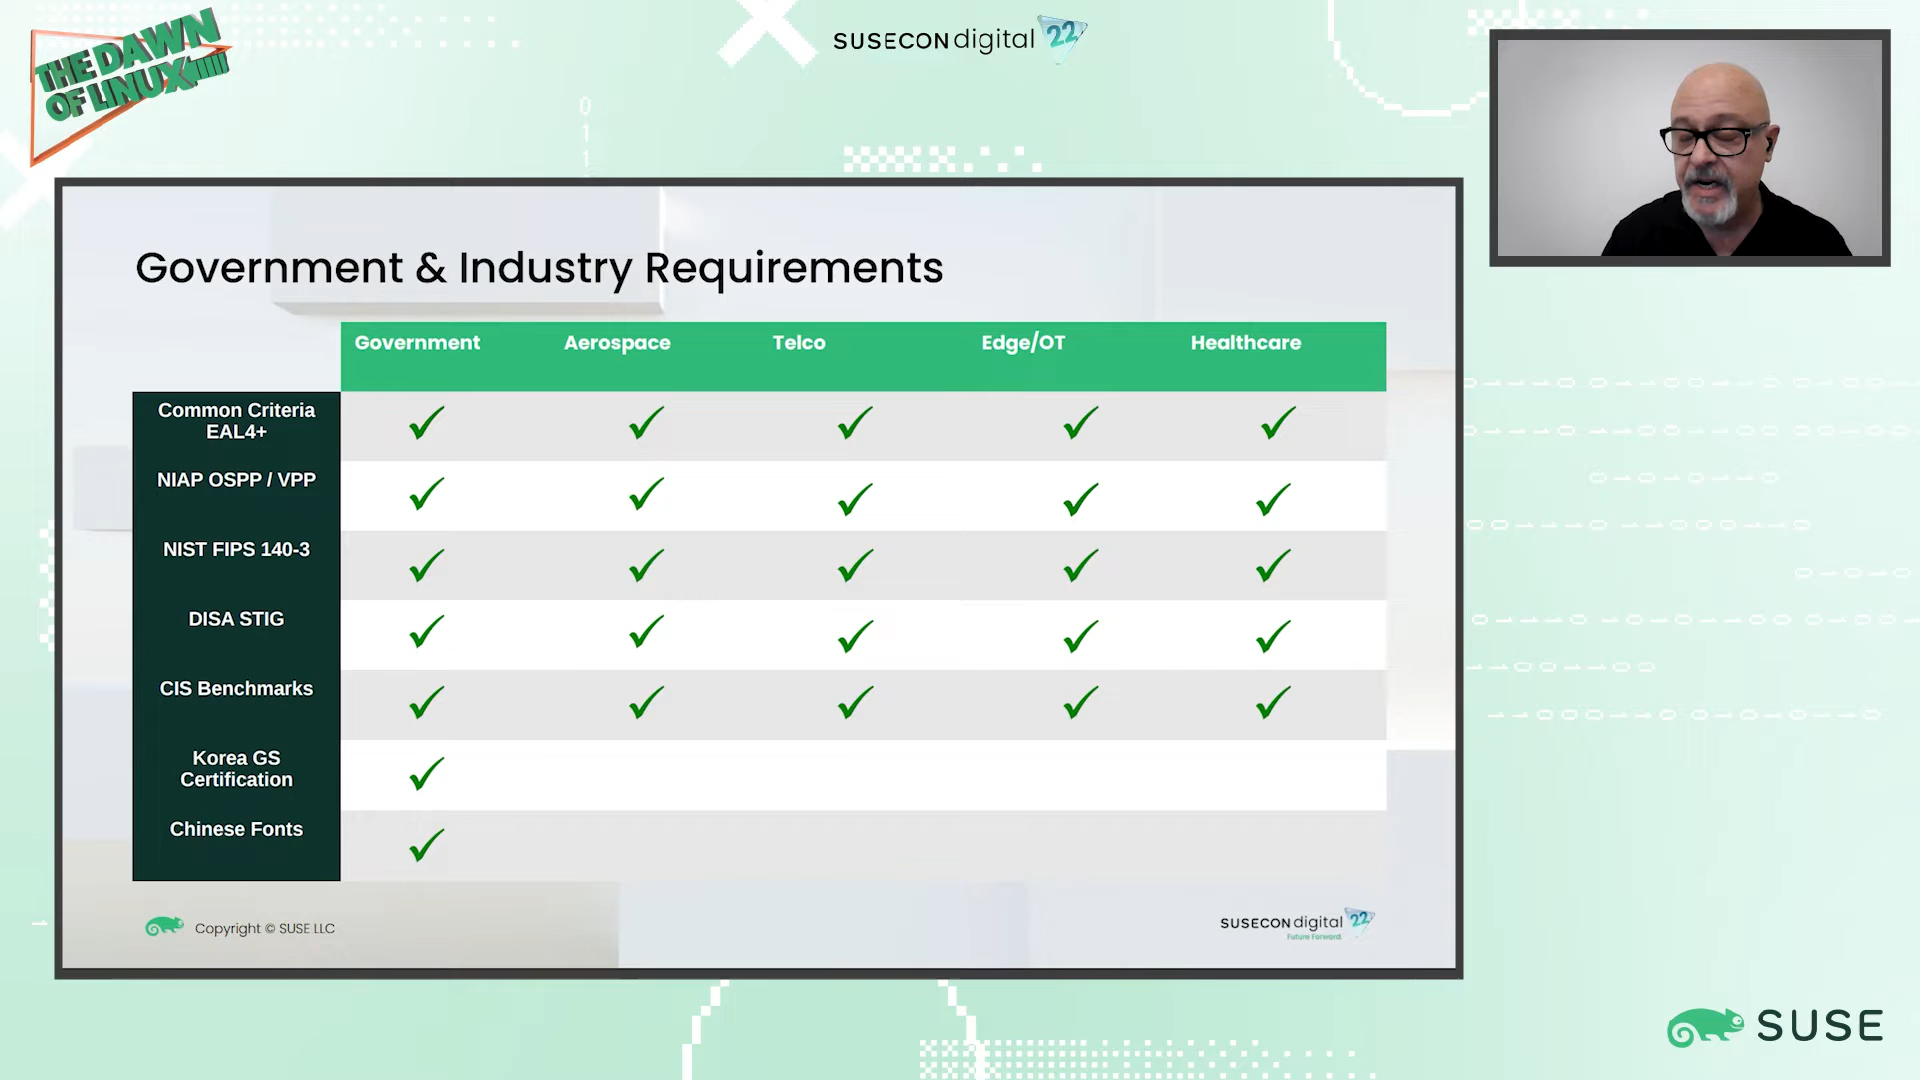 THE DAWN
OF LINUX
SUSECON digital 22
Government & Industry Requirements
Government Aerospace Telco Edge/OT Healthcare
Common Criteria
EAL4+
NIAP OSPP / VPP
NIST FIPS 140-3
DISA STIG
CIS Benchmarks
Korea GS
Certification
Chinese Fonts
Copyright © SUSE LLC
SUSECON digital 22
Future Forward.
SUSE